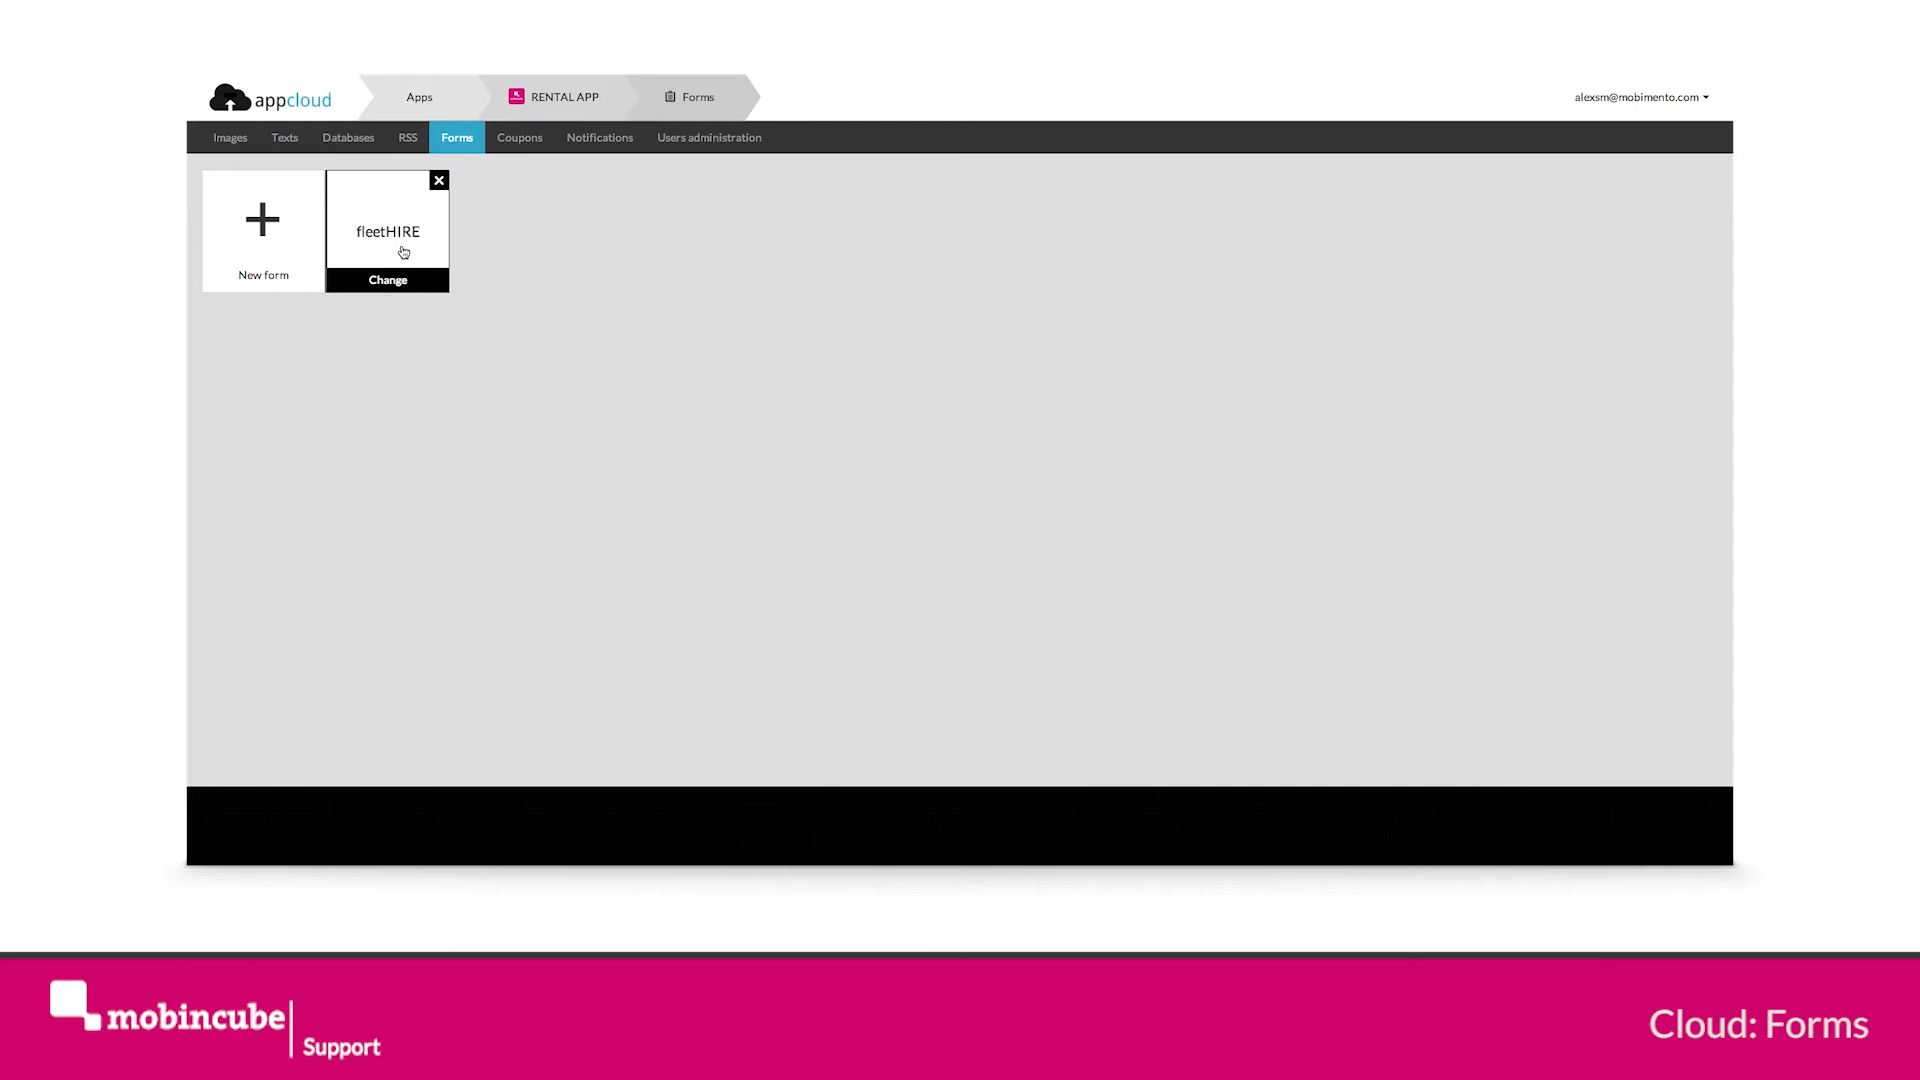 appcloud
Apps
RENTAL APP
Forms
alexsm@mobimento.com
Images
Texts
Databases
RSS
Forms
Coupons
Notifications
Users administration
New form
fleetHIRE
Change
mobincube
Support
Cloud: Forms